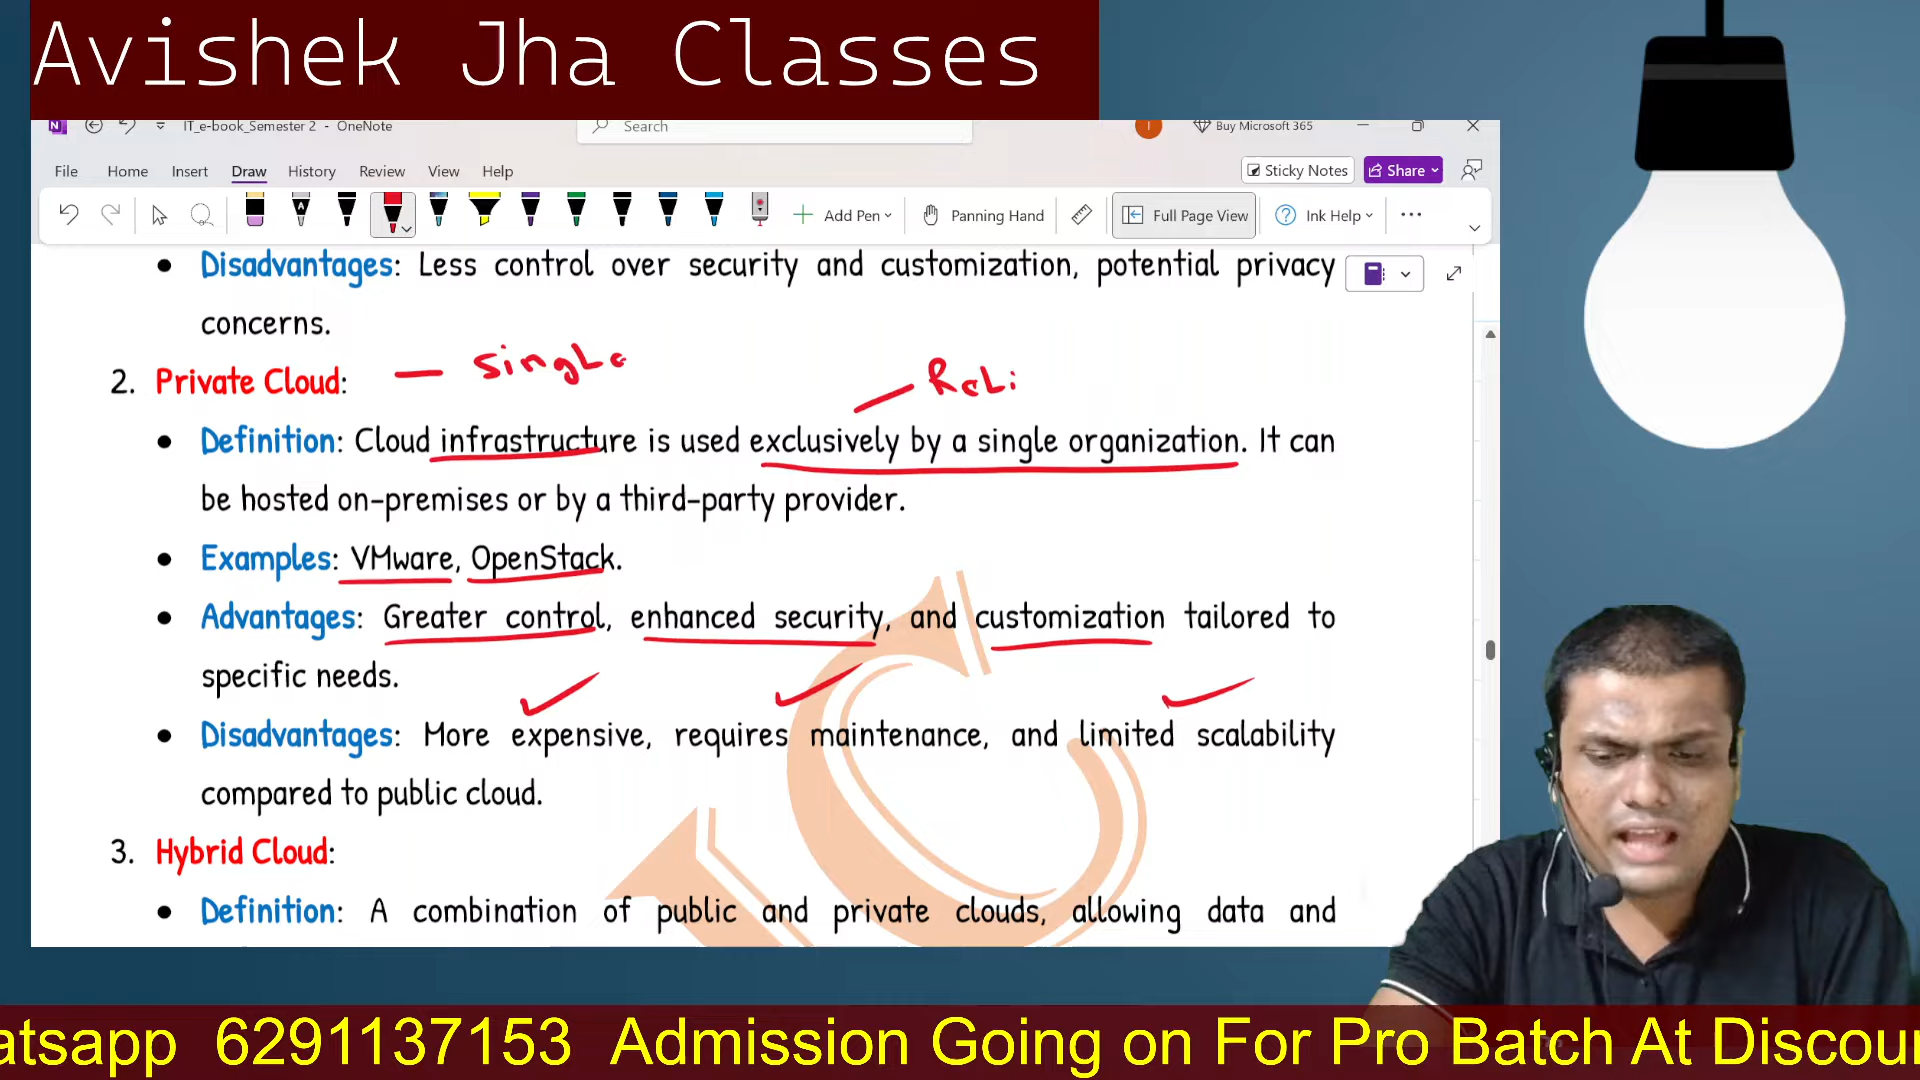 Avishek Jha Classes
IT_e-book_Semester 2 - OneNote
Search
Buy Microsoft 365
File Home Insert Draw History Review View Help
Sticky Notes
Share
Add Pen
Panning Hand
Full Page View
Ink Help
• Disadvantages: Less control over security and customization, potential privacy
concerns.
2. Private Cloud: — Single
Reli
• Definition: Cloud infrastructure is used exclusively by a single organization. It can
be hosted on-premises or by a third-party provider.
• Examples: VMware, OpenStack.
• Advantages: Greater control, enhanced security, and customization tailored to
specific needs.
• Disadvantages: More expensive, requires maintenance, and limited scalability
compared to public cloud.
3. Hybrid Cloud:
• Definition: A combination of public and private clouds, allowing data and
atsapp 6291137153 Admission Going on For Pro Batch At Discou